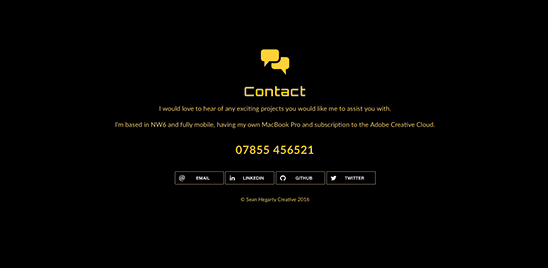 Contact
I would love to hear of any exciting projects you would like me to assist you with.
I'm based in NW6 and fully mobile, having my own MacBook Pro and subscription to the Adobe Creative Cloud.
07855 456521
EMAIL LINKEDIN GITHUB TWITTER
© Sean Hegarty Creative 2016